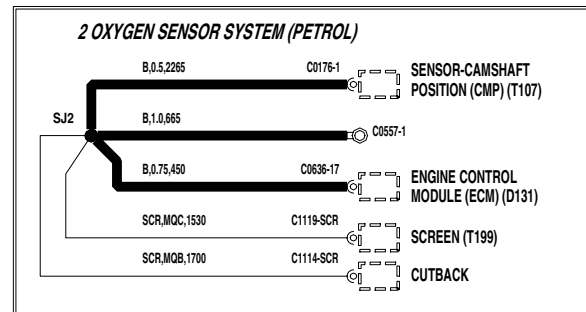 2 OXYGEN SENSOR SYSTEM (PETROL)
B,0.5,2265 C0176-1 SENSOR-CAMSHAFT
POSITION (CMP) (T107)
SJ2 B,1.0,665 C0557-1
B,0.75,450 C0636-17 ENGINE CONTROL
MODULE (ECM) (D131)
SCR,MQC,1530 C1119-SCR SCREEN (T199)
SCR,MQB,1700 C1114-SCR CUTBACK